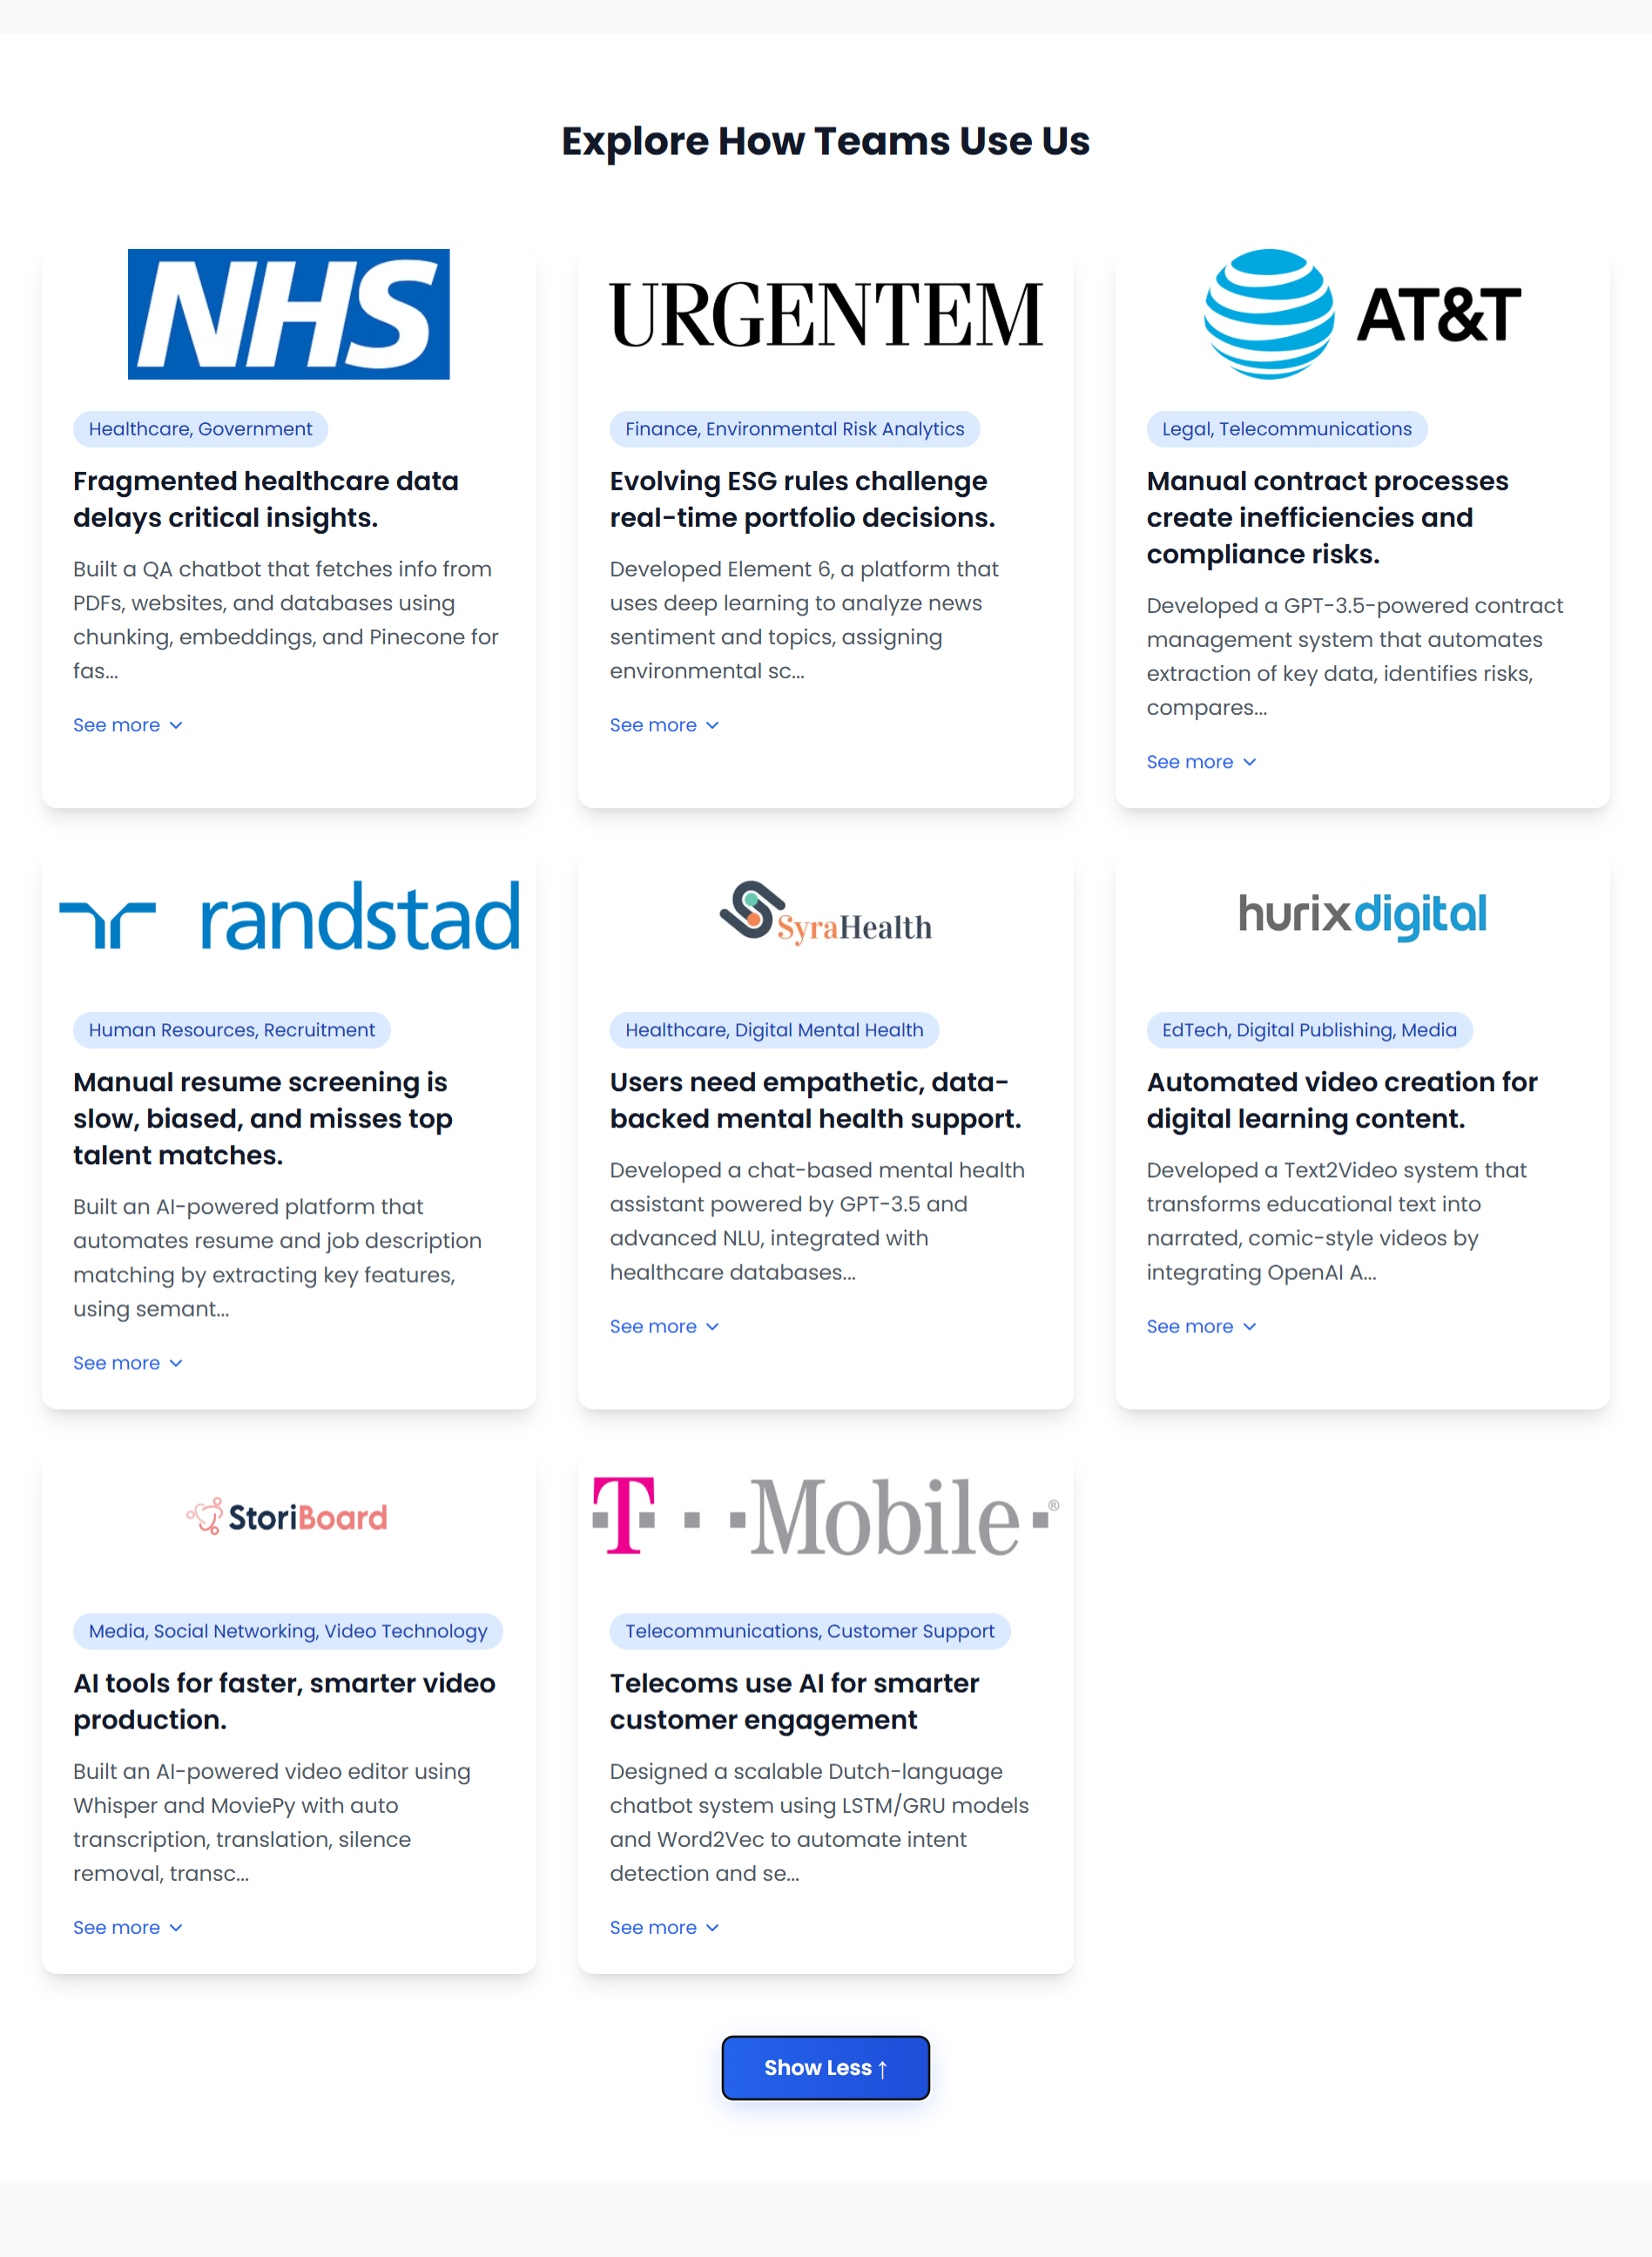 Explore How Teams Use Us
NHS
Healthcare, Government
Fragmented healthcare data
delays critical insights.
Built a QA chatbot that fetches info from
PDFs, websites, and databases using
chunking, embeddings, and Pinecone for
fas...
See more
URGENTEM
Finance, Environmental Risk Analytics
Evolving ESG rules challenge
real-time portfolio decisions.
Developed Element 6, a platform that
uses deep learning to analyze news
sentiment and topics, assigning
environmental sc...
See more
AT&T
Legal, Telecommunications
Manual contract processes
create inefficiencies and
compliance risks.
Developed a GPT-3.5-powered contract
management system that automates
extraction of key data, identifies risks,
compares...
See more
randstad
Human Resources, Recruitment
Manual resume screening is
slow, biased, and misses top
talent matches.
Built an AI-powered platform that
automates resume and job description
matching by extracting key features,
using semant...
See more
SyraHealth
Healthcare, Digital Mental Health
Users need empathetic, data-
backed mental health support.
Developed a chat-based mental health
assistant powered by GPT-3.5 and
advanced NLU, integrated with
healthcare databases...
See more
hurixdigital
EdTech, Digital Publishing, Media
Automated video creation for
digital learning content.
Developed a Text2Video system that
transforms educational text into
narrated, comic-style videos by
integrating OpenAI A...
See more
StoriBoard
Media, Social Networking, Video Technology
AI tools for faster, smarter video
production.
Built an AI-powered video editor using
Whisper and MoviePy with auto
transcription, translation, silence
removal, transc...
See more
T Mobile ®
Telecommunications, Customer Support
Telecoms use AI for smarter
customer engagement
Designed a scalable Dutch-language
chatbot system using LSTM/GRU models
and Word2Vec to automate intent
detection and se...
See more
Show Less ↑